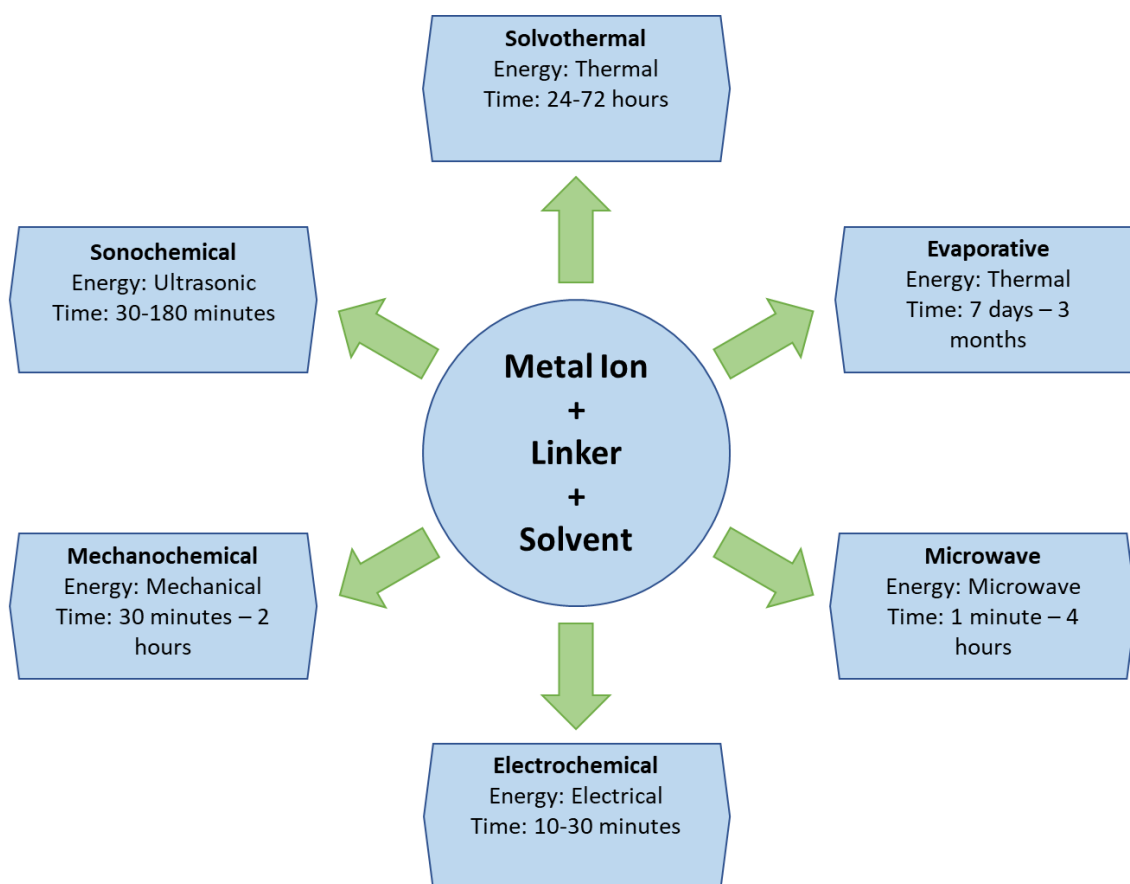 Solvothermal
Energy: Thermal
Time: 24-72 hours
Sonochemical
Energy: Ultrasonic
Time: 30-180 minutes
Evaporative
Energy: Thermal
Time: 7 days – 3
months
Metal Ion
+
Linker
+
Solvent
Mechanochemical
Energy: Mechanical
Time: 30 minutes – 2
hours
Microwave
Energy: Microwave
Time: 1 minute – 4
hours
Electrochemical
Energy: Electrical
Time: 10-30 minutes